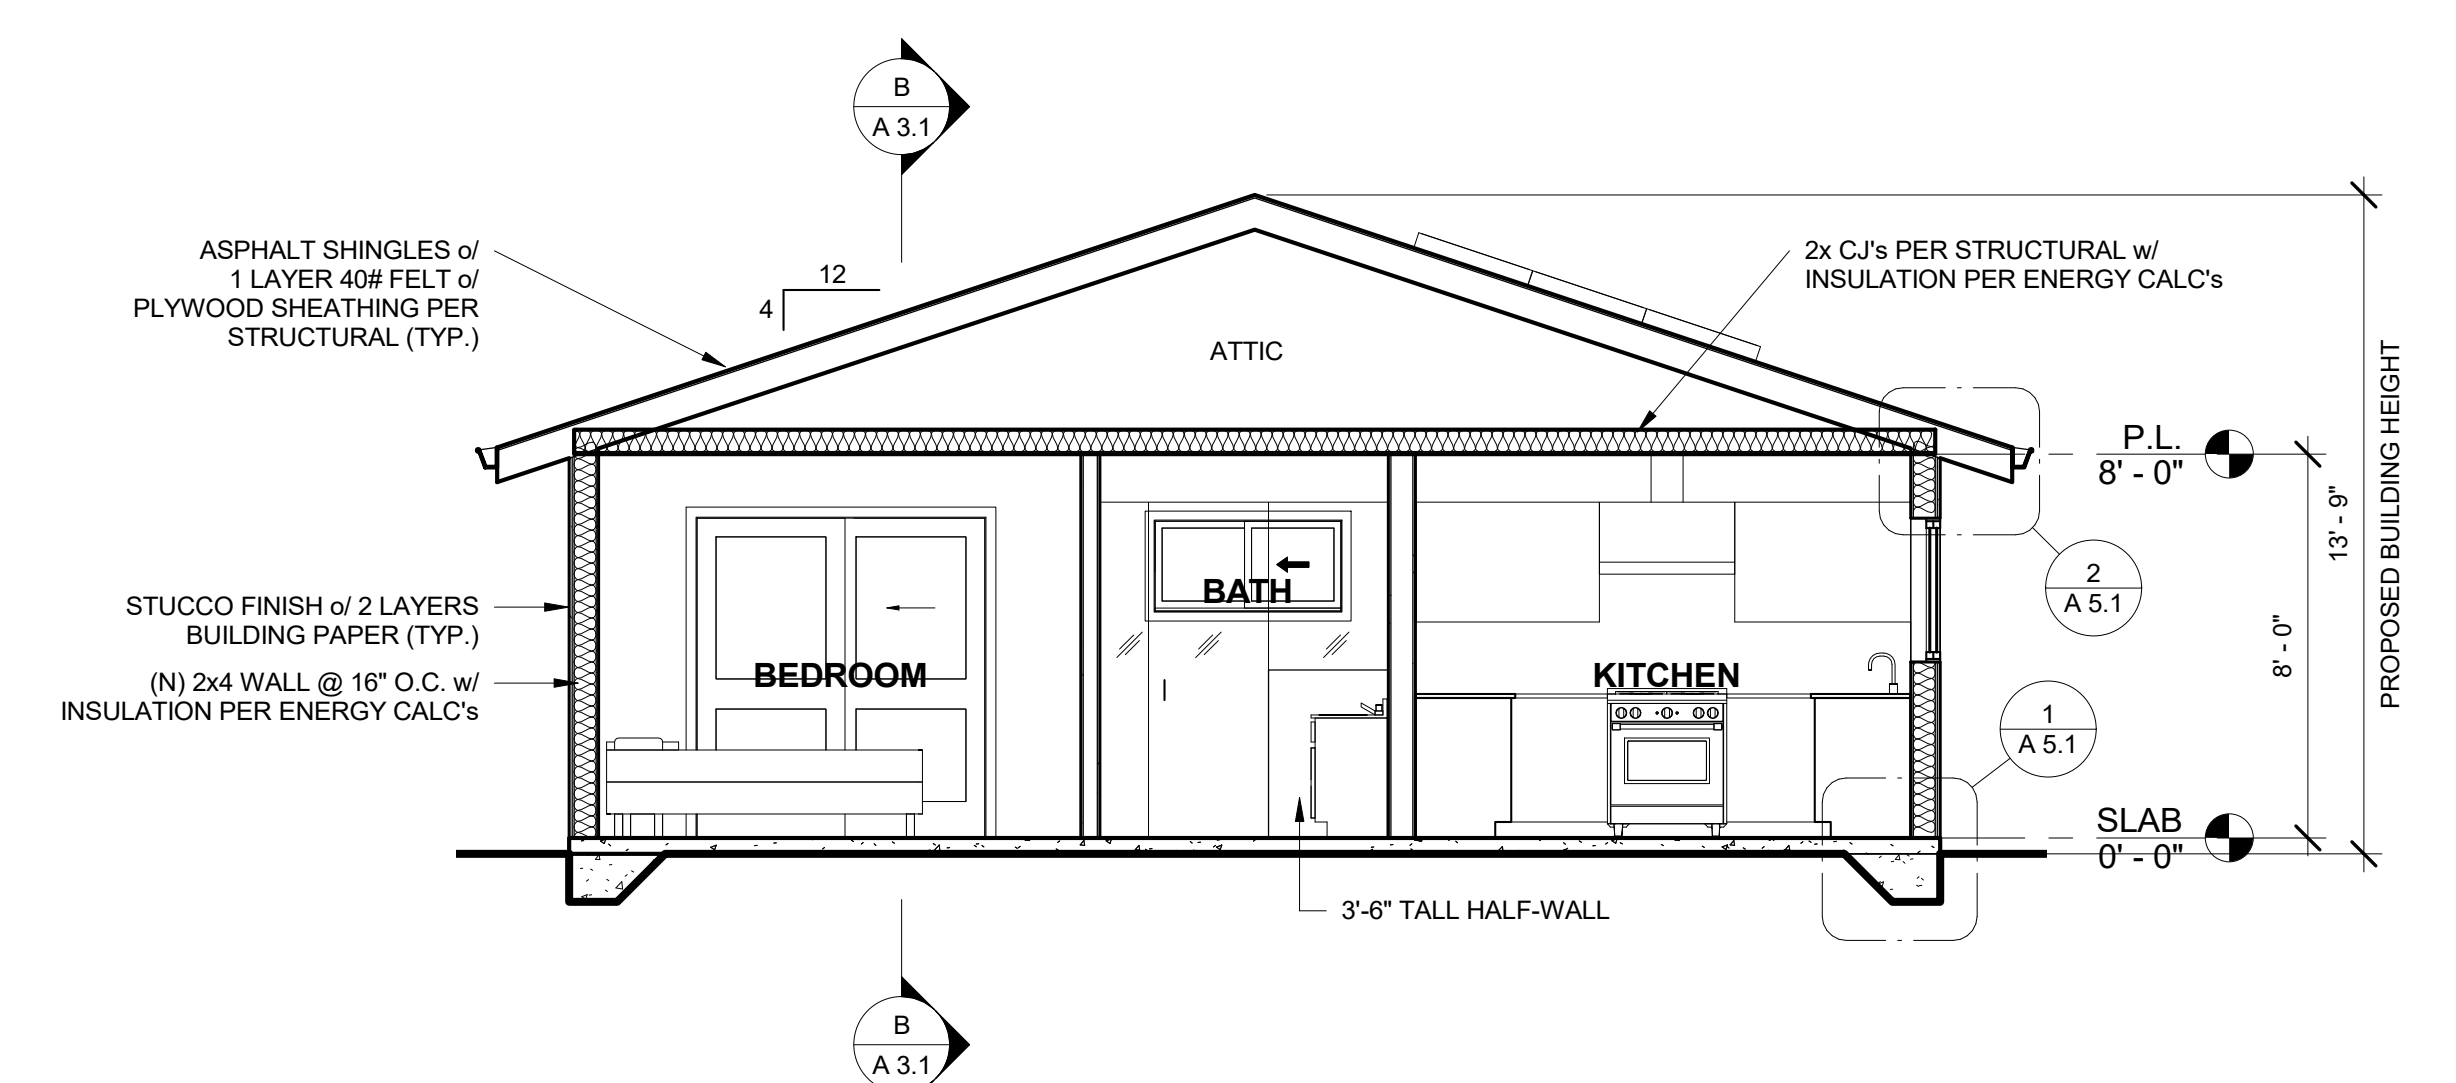 B
A 3.1
ASPHALT SHINGLES o/
1 LAYER 40# FELT o/
PLYWOOD SHEATHING PER
STRUCTURAL (TYP.)
12
4
2x CJ's PER STRUCTURAL w/
INSULATION PER ENERGY CALC's
ATTIC
P.L.
8' - 0"
13' - 9"
PROPOSED BUILDING HEIGHT
8' - 0"
2
A 5.1
BATH
STUCCO FINISH o/ 2 LAYERS
BUILDING PAPER (TYP.)
BEDROOM
KITCHEN
(N) 2x4 WALL @ 16" O.C. w/
INSULATION PER ENERGY CALC's
1
A 5.1
SLAB
0' - 0"
3'-6" TALL HALF-WALL
B
A 3.1